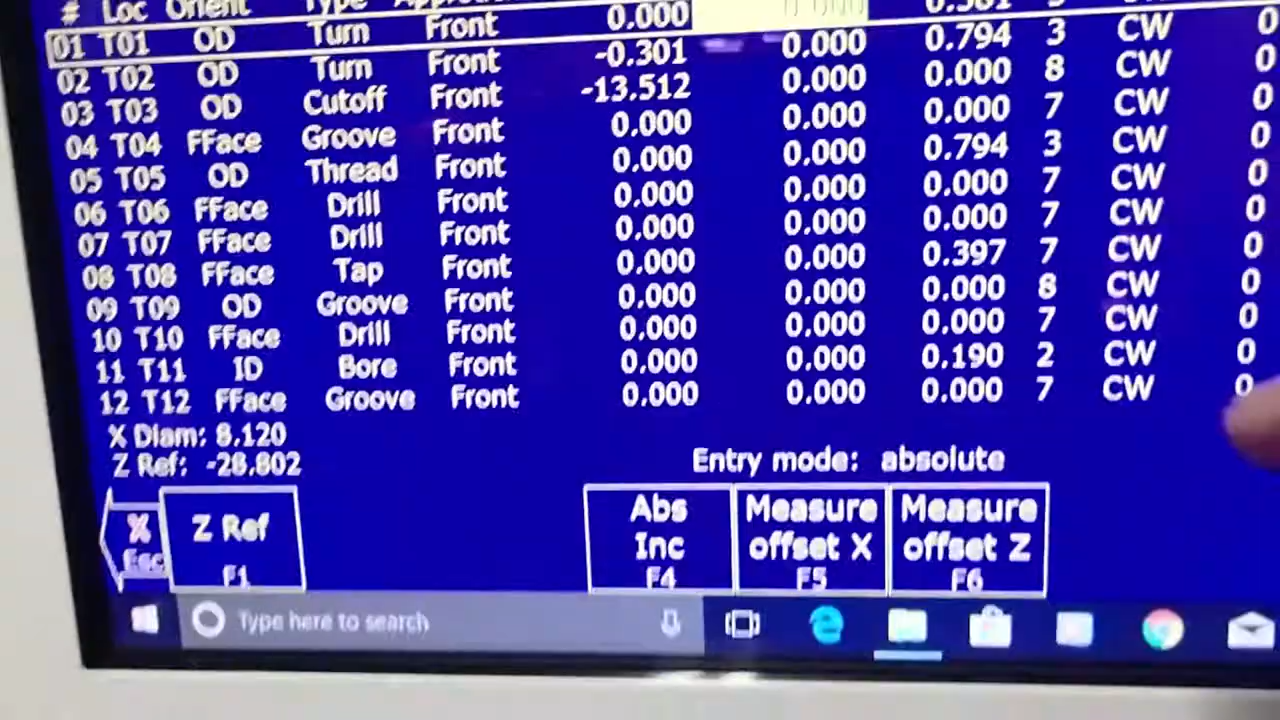 # Loc Orient Type
01 T01 OD Turn Front 0.000 0.000
02 T02 OD Turn Front -0.301 0.000 0.794 3 CW 0
03 T03 OD Cutoff Front -13.512 0.000 0.000 8 CW 0
04 T04 FFace Groove Front 0.000 0.000 0.000 7 CW 0
05 T05 OD Thread Front 0.000 0.000 0.794 3 CW 0
06 T06 FFace Drill Front 0.000 0.000 0.000 7 CW 0
07 T07 FFace Drill Front 0.000 0.000 0.000 7 CW 0
08 T08 FFace Tap Front 0.000 0.000 0.397 7 CW 0
09 T09 OD Groove Front 0.000 0.000 0.000 8 CW 0
10 T10 FFace Drill Front 0.000 0.000 0.000 7 CW 0
11 T11 ID Bore Front 0.000 0.000 0.190 2 CW 0
12 T12 FFace Groove Front 0.000 0.000 0.000 7 CW 0
X Diam: 8.120
Z Ref: -28.802
Entry mode: absolute
% Esc
Z Ref F1
Abs Inc F4
Measure offset X F5
Measure offset Z F6
Type here to search